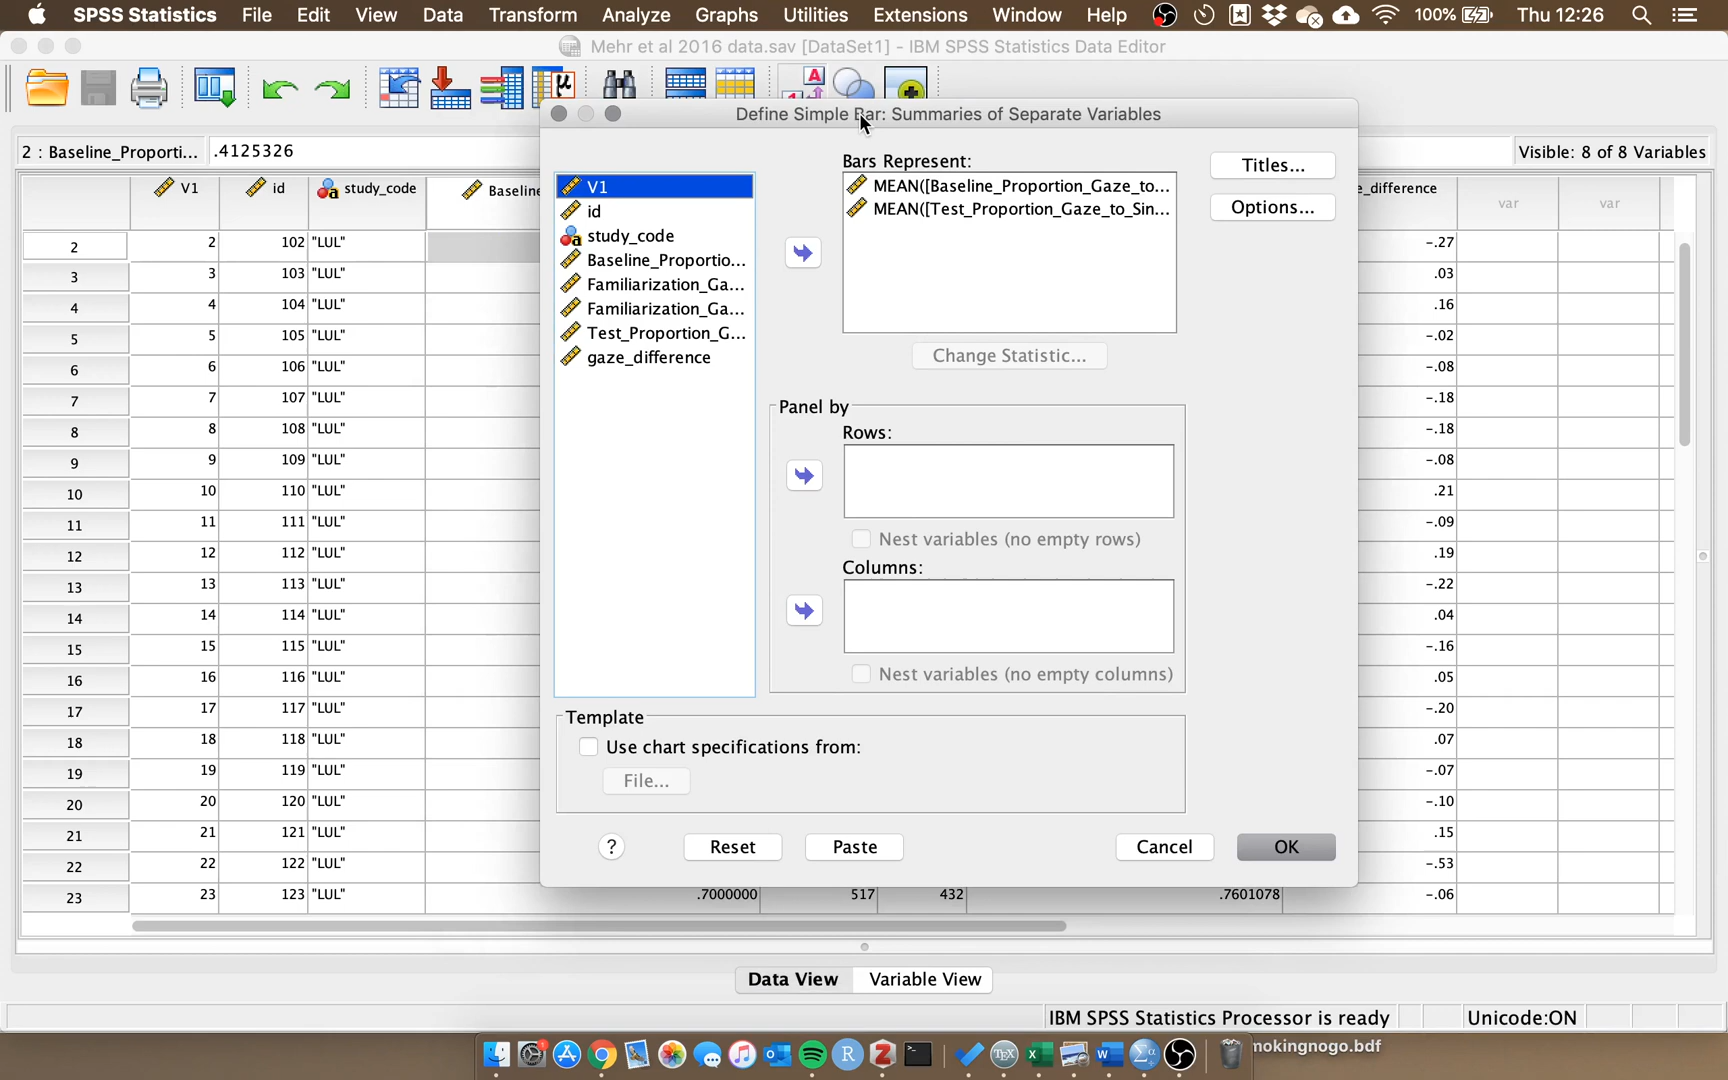 SPSS Statistics File Edit View Data Transform Analyze Graphs Utilities Extensions Window Help 100% Thu 12:26
Mehr et al 2016 data.sav [DataSet1] - IBM SPSS Statistics Data Editor
Define Simple Bar: Summaries of Separate Variables
2 : Baseline_Proporti... .4125326 Visible: 8 of 8 Variables
V1 id study_code Baseline e_difference var var
2 2 102 "LUL" -.27
3 3 103 "LUL" .03
4 4 104 "LUL" .16
5 5 105 "LUL" -.02
6 6 106 "LUL" -.08
7 7 107 "LUL" -.18
8 8 108 "LUL" -.18
9 9 109 "LUL" -.08
10 10 110 "LUL" .21
11 11 111 "LUL" -.09
12 12 112 "LUL" .19
13 13 113 "LUL" -.22
14 14 114 "LUL" .04
15 15 115 "LUL" -.16
16 16 116 "LUL" .05
17 17 117 "LUL" -.20
18 18 118 "LUL" .07
19 19 119 "LUL" -.07
20 20 120 "LUL" -.10
21 21 121 "LUL" .15
22 22 122 "LUL" -.53
23 23 123 "LUL" .7000000 517 432 .7601078 -.06
V1
id
study_code
Baseline_Proportio...
Familiarization_Ga...
Familiarization_Ga...
Test_Proportion_G...
gaze_difference
Bars Represent:
MEAN([Baseline_Proportion_Gaze_to...
MEAN([Test_Proportion_Gaze_to_Sin...
Change Statistic...
Titles...
Options...
Panel by
Rows:
Nest variables (no empty rows)
Columns:
Nest variables (no empty columns)
Template
Use chart specifications from:
File...
? Reset Paste Cancel OK
Data View Variable View
IBM SPSS Statistics Processor is ready Unicode:ON
mokingnogo.bdf